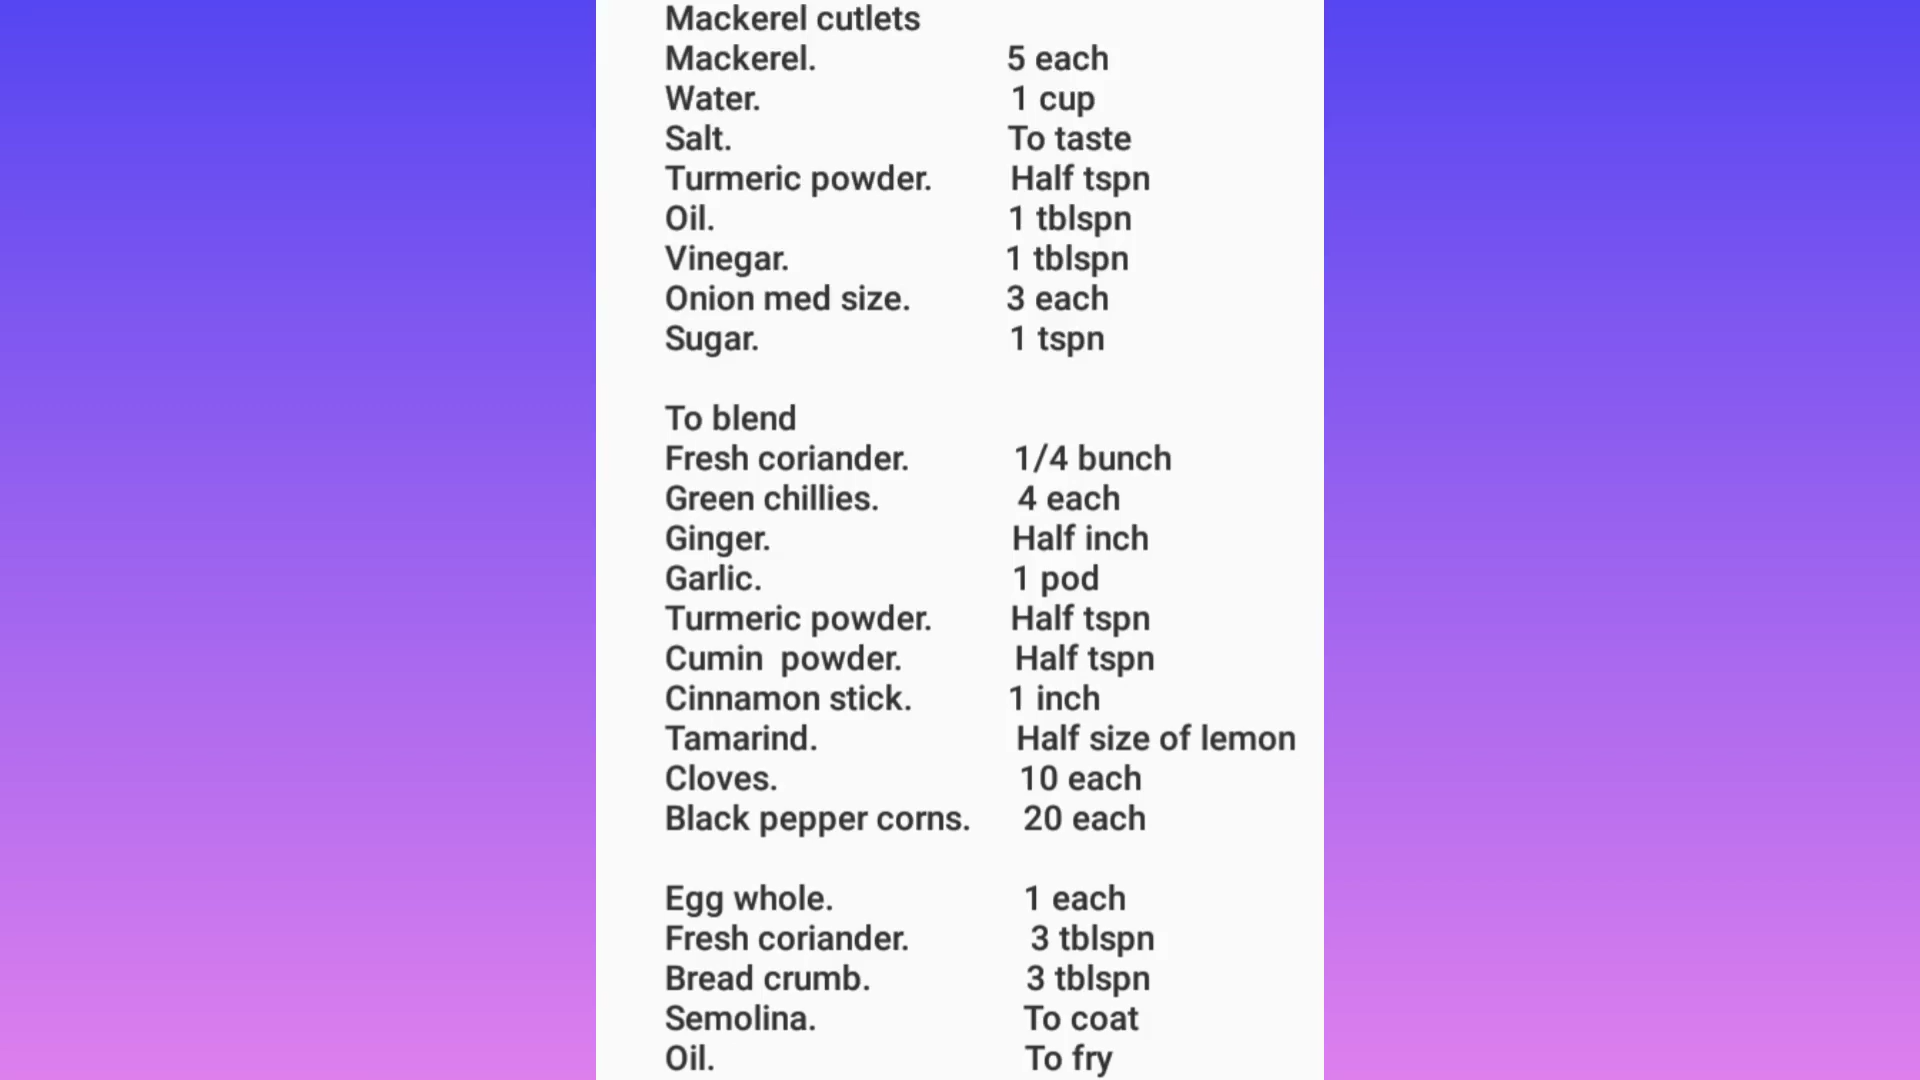 Mackerel cutlets
Mackerel. 5 each
Water. 1 cup
Salt. To taste
Turmeric powder. Half tspn
Oil. 1 tblspn
Vinegar. 1 tblspn
Onion med size. 3 each
Sugar. 1 tspn
To blend
Fresh coriander. 1/4 bunch
Green chillies. 4 each
Ginger. Half inch
Garlic. 1 pod
Turmeric powder. Half tspn
Cumin powder. Half tspn
Cinnamon stick. 1 inch
Tamarind. Half size of lemon
Cloves. 10 each
Black pepper corns. 20 each
Egg whole. 1 each
Fresh coriander. 3 tblspn
Bread crumb. 3 tblspn
Semolina. To coat
Oil. To fry